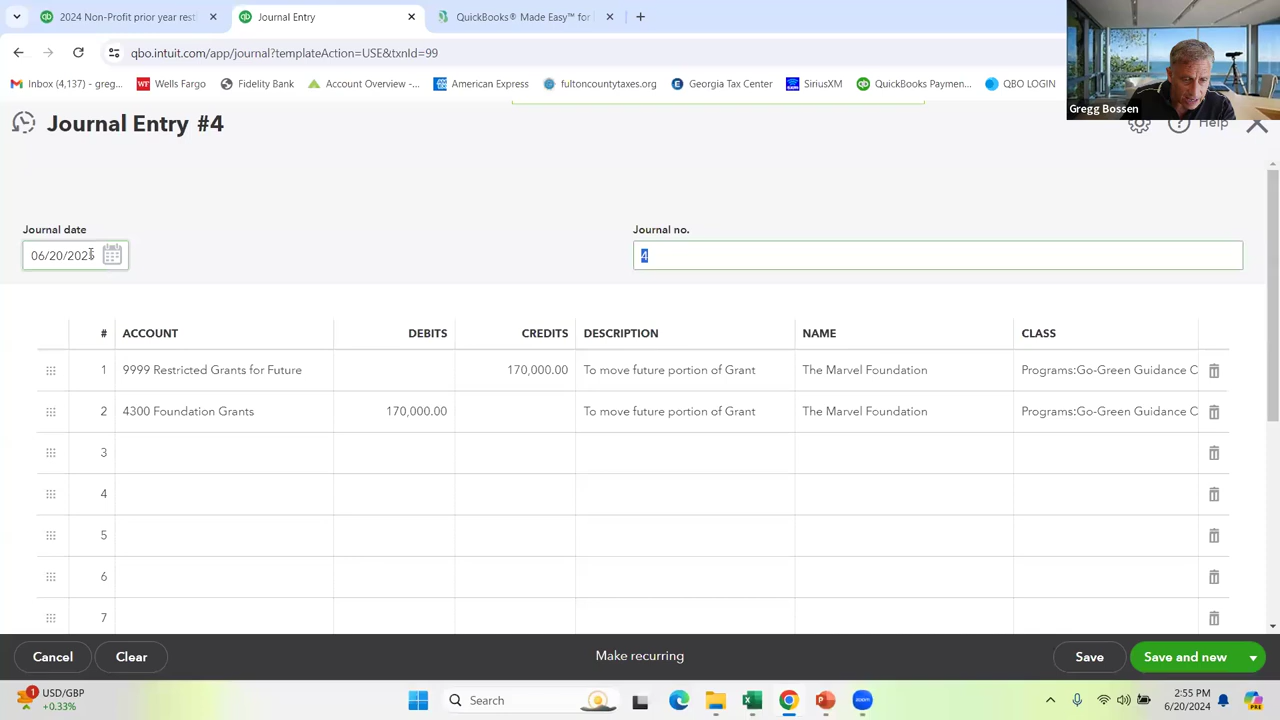 2024 Non-Profit prior year rest
Journal Entry
QuickBooks® Made Easy™ for
qbo.intuit.com/app/journal?templateAction=USE&txnId=99
Inbox (4,137) – greg...
Wells Fargo
Fidelity Bank
Account Overview -...
American Express
fultoncountytaxes.org
Georgia Tax Center
SiriusXM
QuickBooks Paymen...
QBO LOGIN
Gregg Bossen
Journal Entry #4
Help
Journal date
Journal no.
06/20/2025
4
# ACCOUNT DEBITS CREDITS DESCRIPTION NAME CLASS
1 9999 Restricted Grants for Future 170,000.00 To move future portion of Grant The Marvel Foundation Programs:Go-Green Guidance C
2 4300 Foundation Grants 170,000.00 To move future portion of Grant The Marvel Foundation Programs:Go-Green Guidance C
3
4
5
6
7
Cancel
Clear
Make recurring
Save
Save and new
1
USD/GBP
+0.33%
Search
2:55 PM
6/20/2024